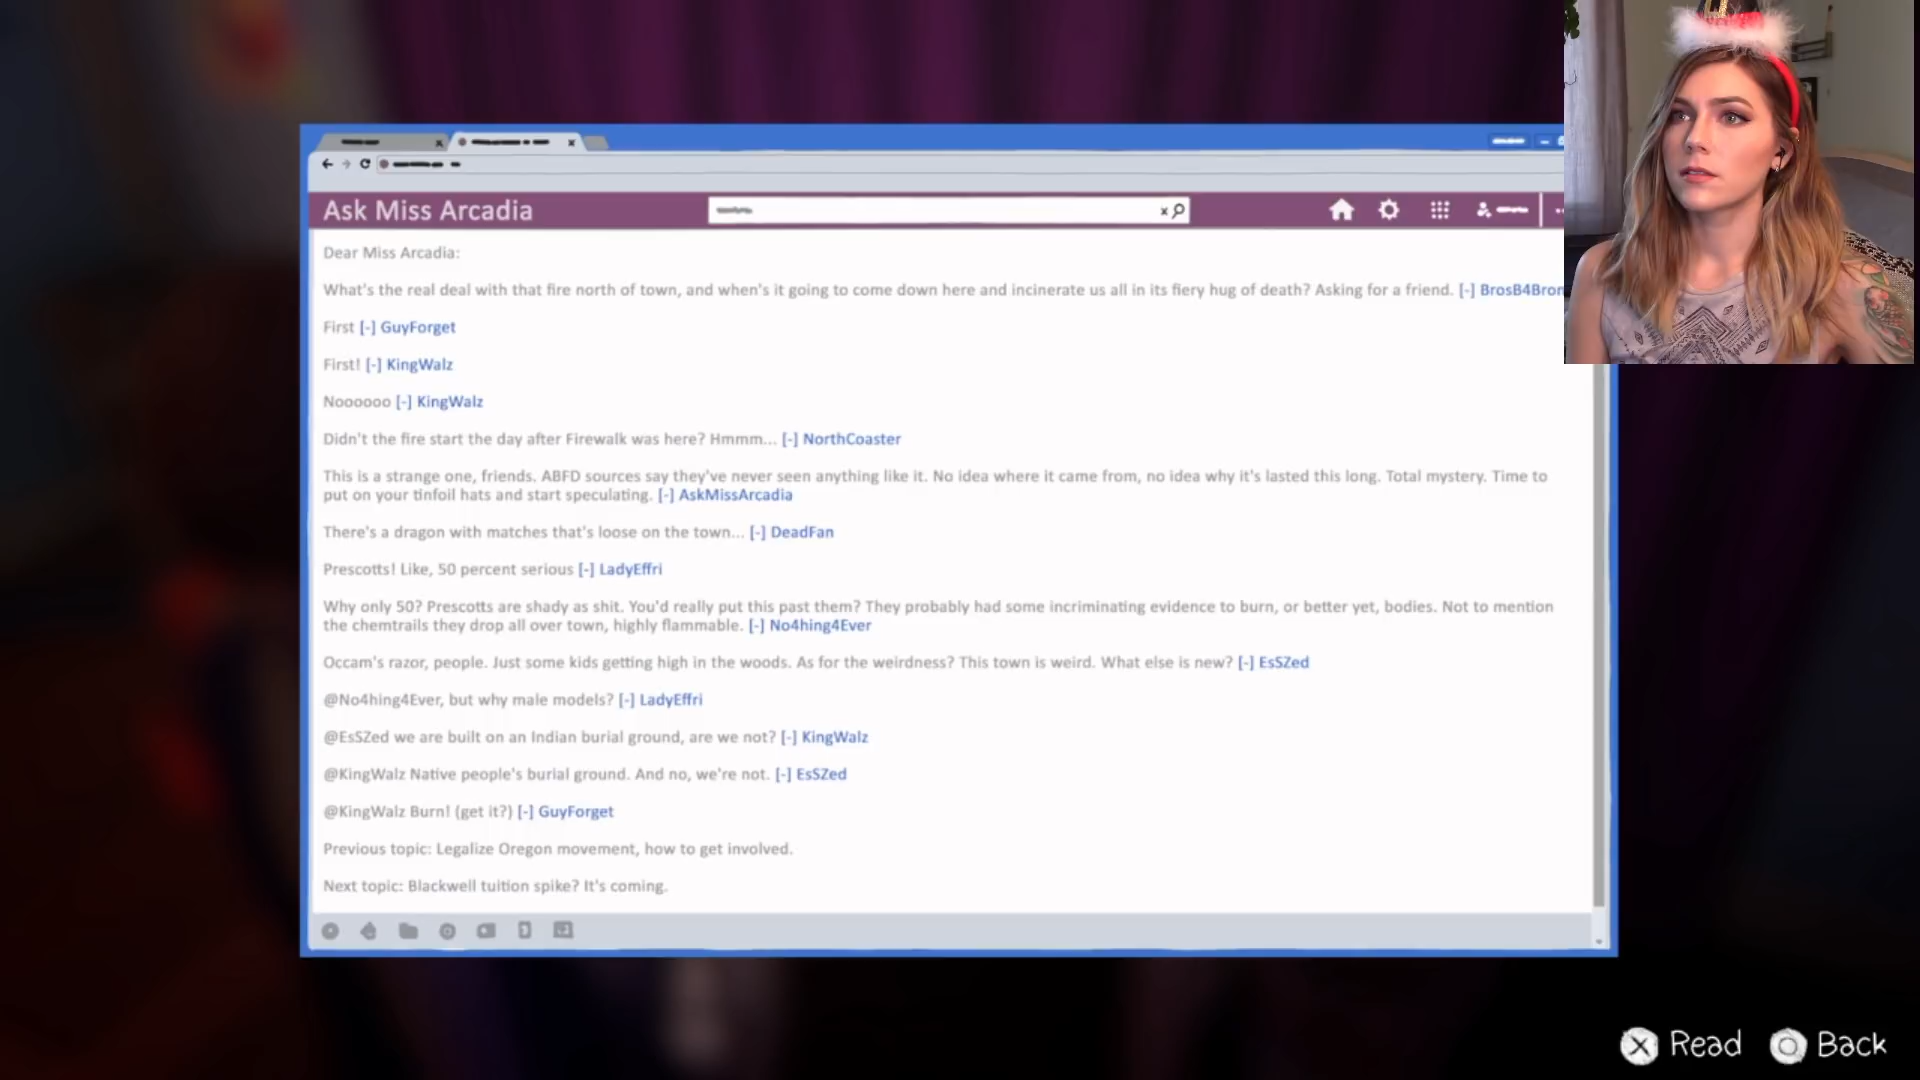 Ask Miss Arcadia
Dear Miss Arcadia:
What's the real deal with that fire north of town, and when's it going to come down here and incinerate us all in its fiery hug of death? Asking for a friend. [-] BrosB4Bron
First [-] GuyForget
First! [-] KingWalz
Noooooo [-] KingWalz
Didn't the fire start the day after Firewalk was here? Hmmm... [-] NorthCoaster
This is a strange one, friends. ABFD sources say they've never seen anything like it. No idea where it came from, no idea why it's lasted this long. Total mystery. Time to
put on your tinfoil hats and start speculating. [-] AskMissArcadia
There's a dragon with matches that's loose on the town... [-] DeadFan
Prescotts! Like, 50 percent serious [-] LadyEffri
Why only 50? Prescotts are shady as shit. You'd really put this past them? They probably had some incriminating evidence to burn, or better yet, bodies. Not to mention
the chemtrails they drop all over town, highly flammable. [-] No4hing4Ever
Occam's razor, people. Just some kids getting high in the woods. As for the weirdness? This town is weird. What else is new? [-] EsSZed
@No4hing4Ever, but why male models? [-] LadyEffri
@EsSZed we are built on an Indian burial ground, are we not? [-] KingWalz
@KingWalz Native people's burial ground. And no, we're not. [-] EsSZed
@KingWalz Burn! (get it?) [-] GuyForget
Previous topic: Legalize Oregon movement, how to get involved.
Next topic: Blackwell tuition spike? It's coming.
Read Back